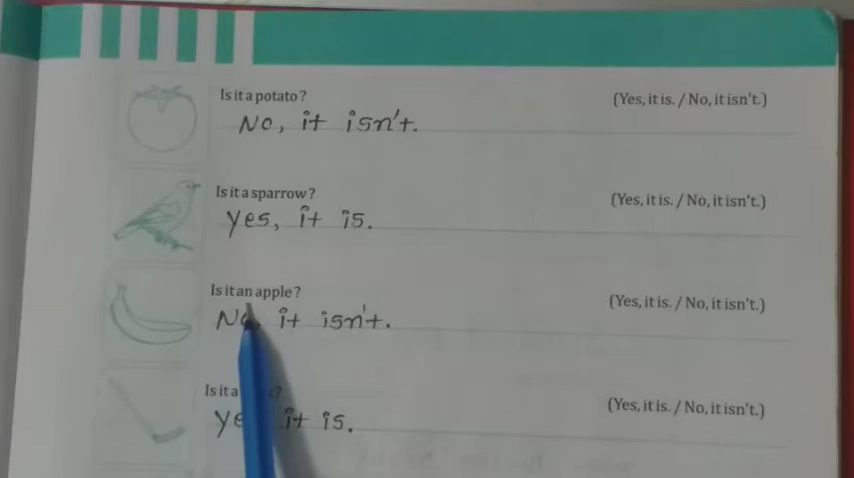 Is it a potato ? (Yes, it is. / No, it isn't.)
No, it isn't.
Is it a sparrow ? (Yes, it is. / No, it isn't.)
yes, it is.
Is it an apple ? (Yes, it is. / No, it isn't.)
No, it isn't.
Is it a ? (Yes, it is. / No, it isn't.)
it is.